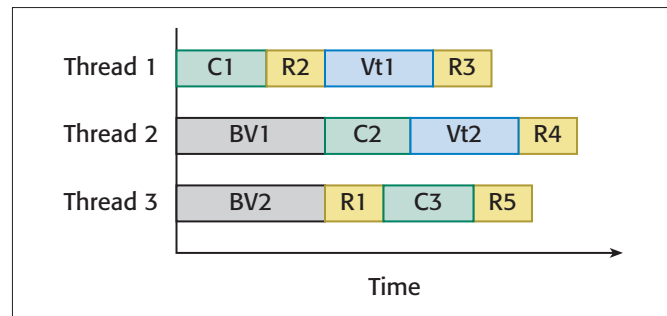 Thread 1 C1 R2 Vt1 R3
Thread 2 BV1 C2 Vt2 R4
Thread 3 BV2 R1 C3 R5
Time